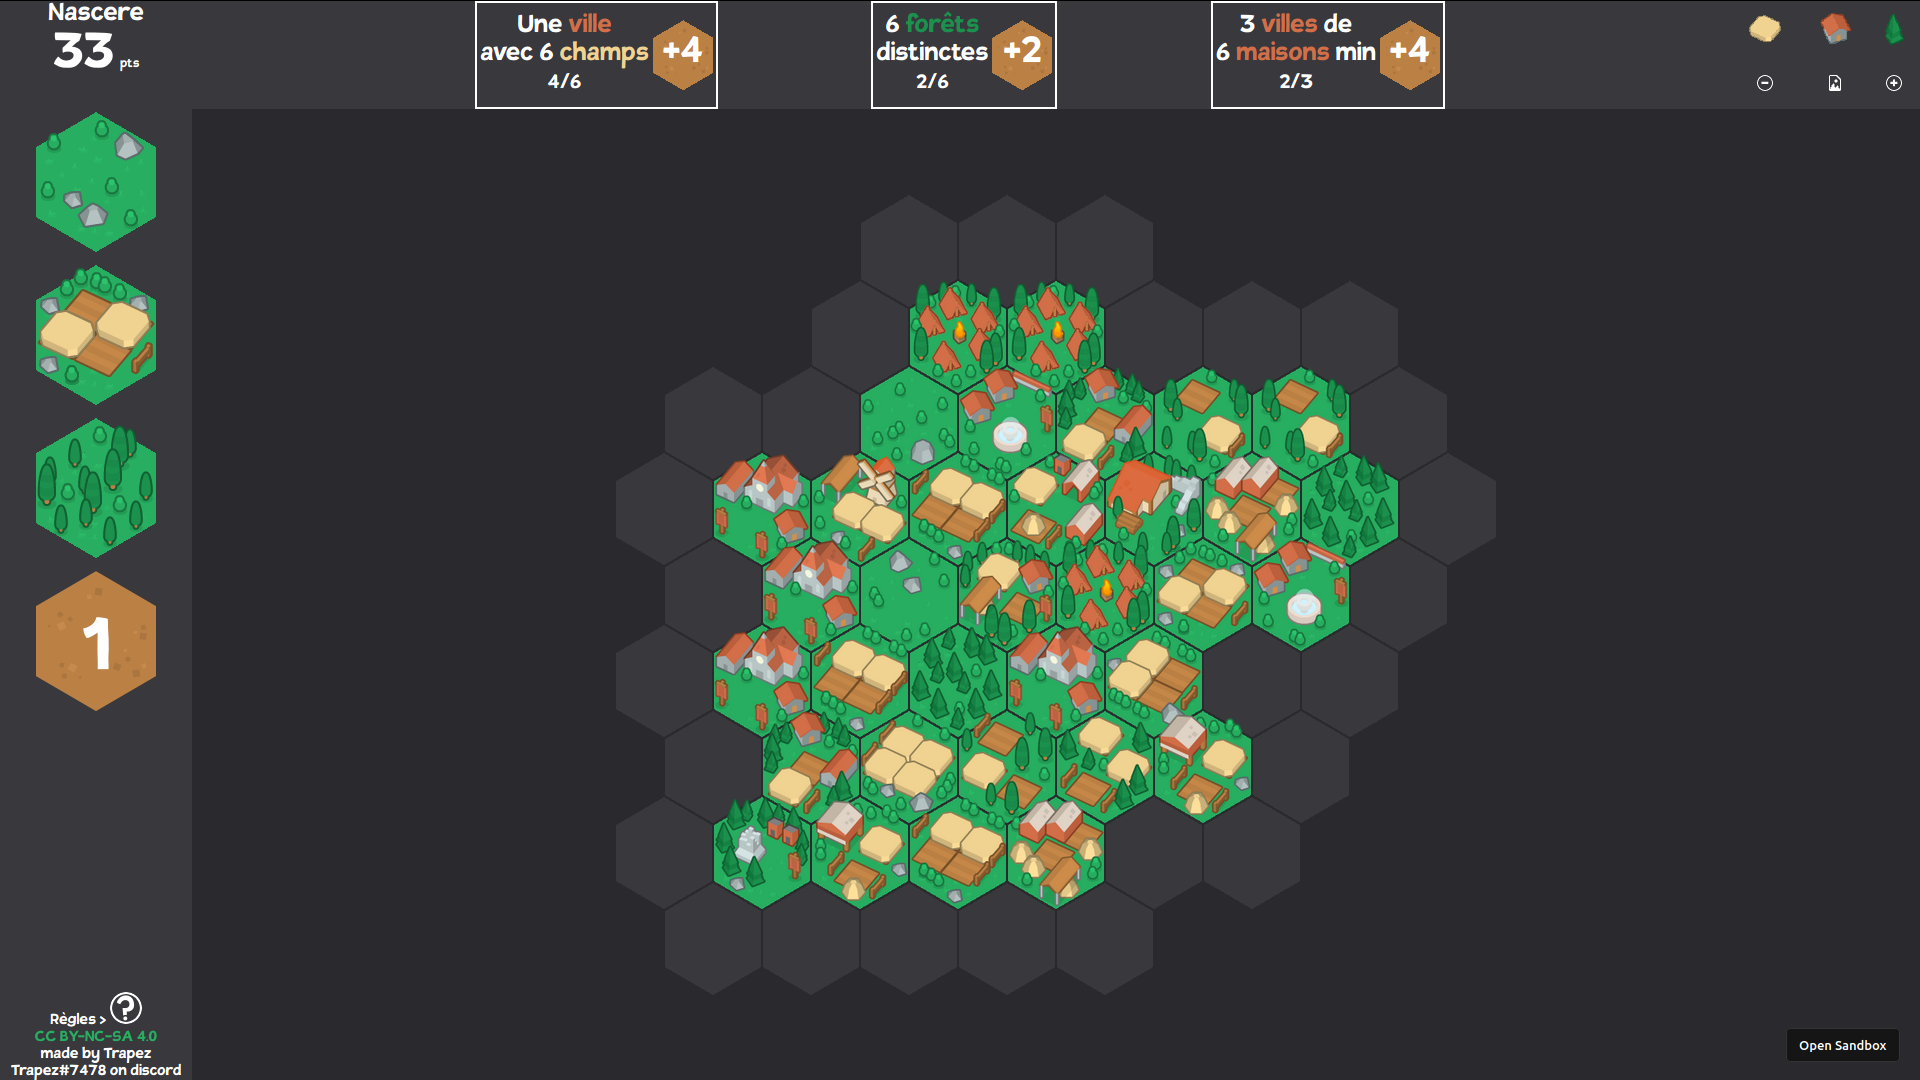 Nascere
33 pts
Une ville
avec 6 champs
4/6
+4
6 forêts
distinctes
2/6
+2
3 villes de
6 maisons min
2/3
+4
1
Règles > ?
CC BY-NC-SA 4.0
made by Trapez
Trapez#7478 on discord
Open Sandbox